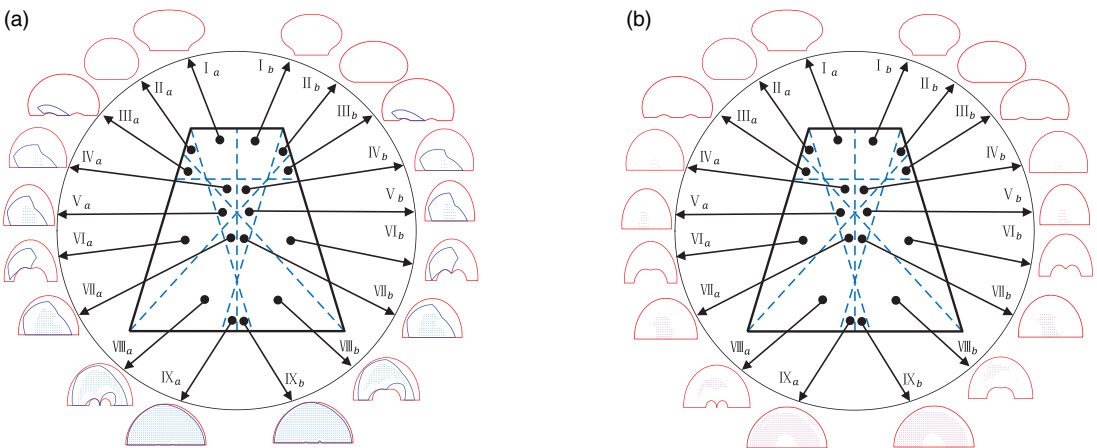 (a)
(b)
I a
I b
II a
II b
III a
III b
IV a
IV b
V a
V b
VI a
VI b
VII a
VII b
VIII a
VIII b
IX a
IX b
I a
I b
II a
II b
III a
III b
IV a
IV b
V a
V b
VI a
VI b
VII a
VII b
VIII a
VIII b
IX a
IX b